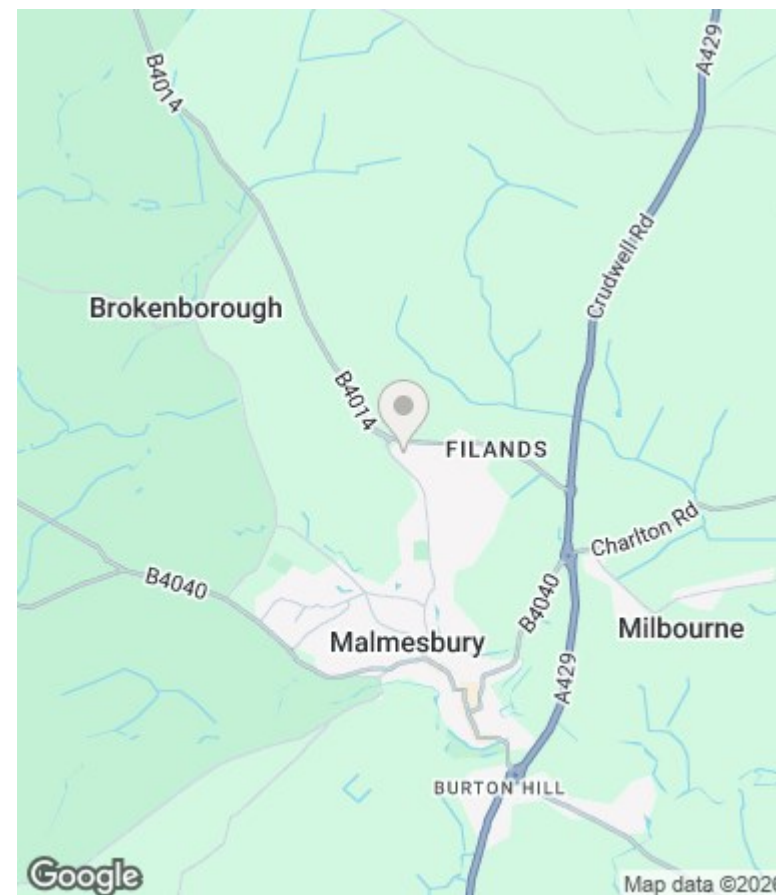 B4014
A429
Crudwell Rd
Brokenborough
B4014
FILANDS
Charlton Rd
B4040
B4040
Malmesbury
Milbourne
A429
BURTON HILL
Google
Map data ©2026